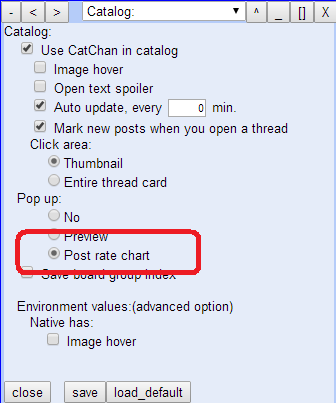 - < > Catalog: ^ _ [] X
Catalog:
Use CatChan in catalog
Image hover
Open text spoiler
Auto update, every 0 min.
Mark new posts when you open a thread
Click area:
Thumbnail
Entire thread card
Pop up:
No
Preview
Post rate chart
Save board group index
Environment values:(advanced option)
Native has:
Image hover
close save load_default